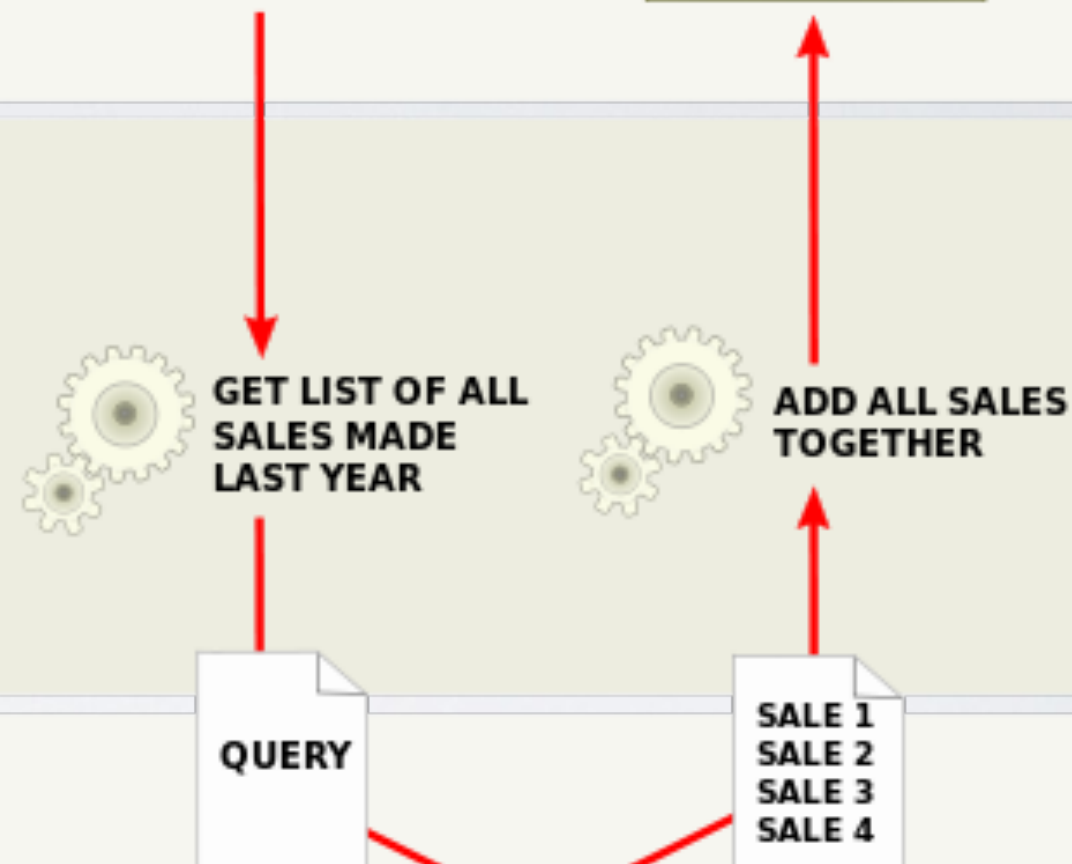 GET LIST OF ALL
SALES MADE
LAST YEAR
ADD ALL SALES
TOGETHER
QUERY
SALE 1
SALE 2
SALE 3
SALE 4